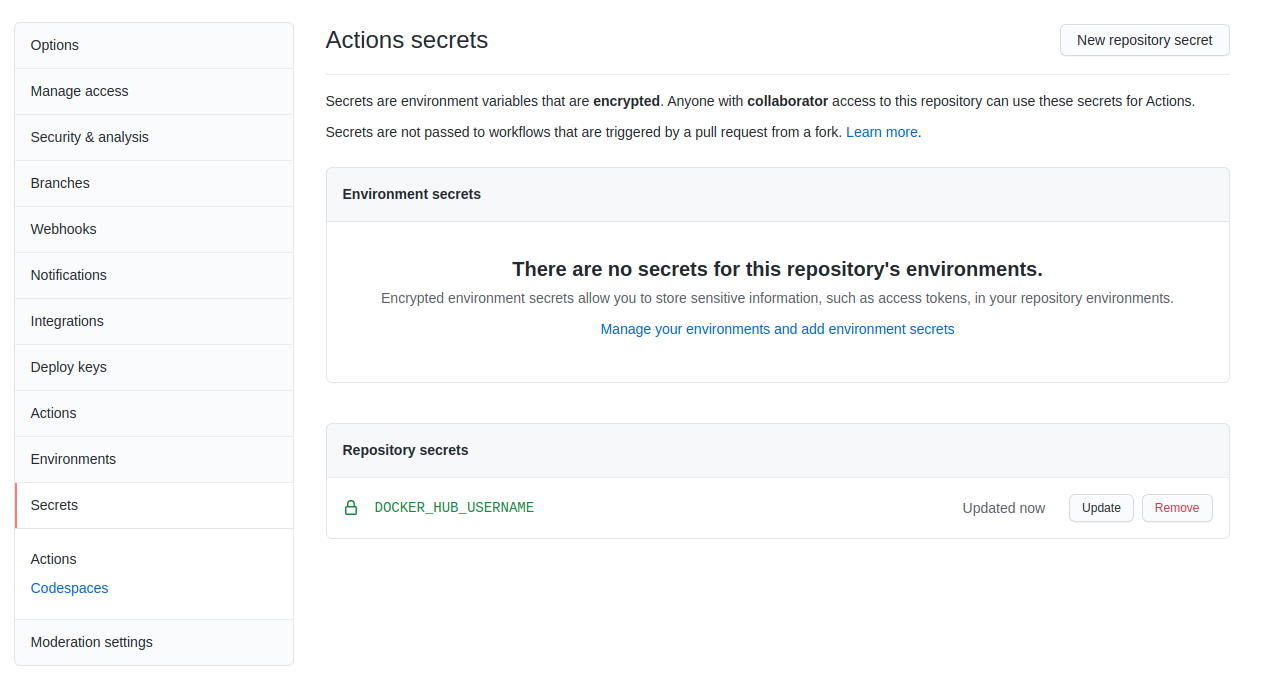 Options
Manage access
Security & analysis
Branches
Webhooks
Notifications
Integrations
Deploy keys
Actions
Environments
Secrets
Actions
Codespaces
Moderation settings
Actions secrets
New repository secret
Secrets are environment variables that are encrypted. Anyone with collaborator access to this repository can use these secrets for Actions.
Secrets are not passed to workflows that are triggered by a pull request from a fork. Learn more.
Environment secrets
There are no secrets for this repository's environments.
Encrypted environment secrets allow you to store sensitive information, such as access tokens, in your repository environments.
Manage your environments and add environment secrets
Repository secrets
DOCKER_HUB_USERNAME Updated now Update Remove